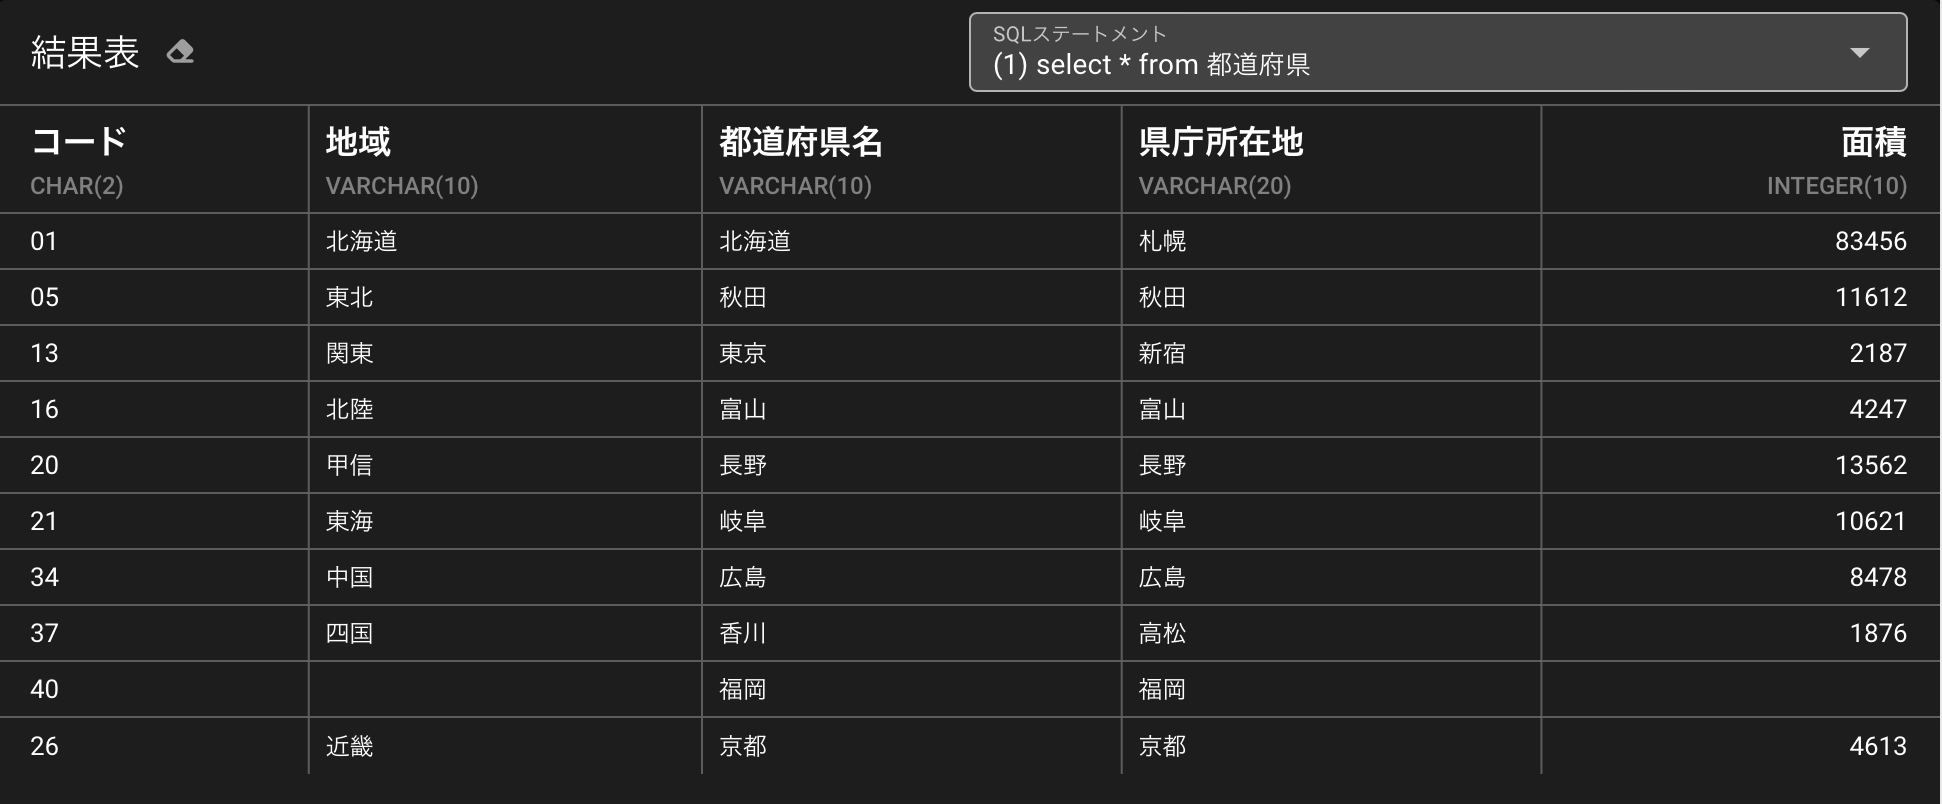 結果表
SQLステートメント
(1) select * from 都道府県
コード 地域 都道府県名 県庁所在地 面積
CHAR(2) VARCHAR(10) VARCHAR(10) VARCHAR(20) INTEGER(10)
01 北海道 北海道 札幌 83456
05 東北 秋田 秋田 11612
13 関東 東京 新宿 2187
16 北陸 富山 富山 4247
20 甲信 長野 長野 13562
21 東海 岐阜 岐阜 10621
34 中国 広島 広島 8478
37 四国 香川 高松 1876
40 福岡 福岡
26 近畿 京都 京都 4613